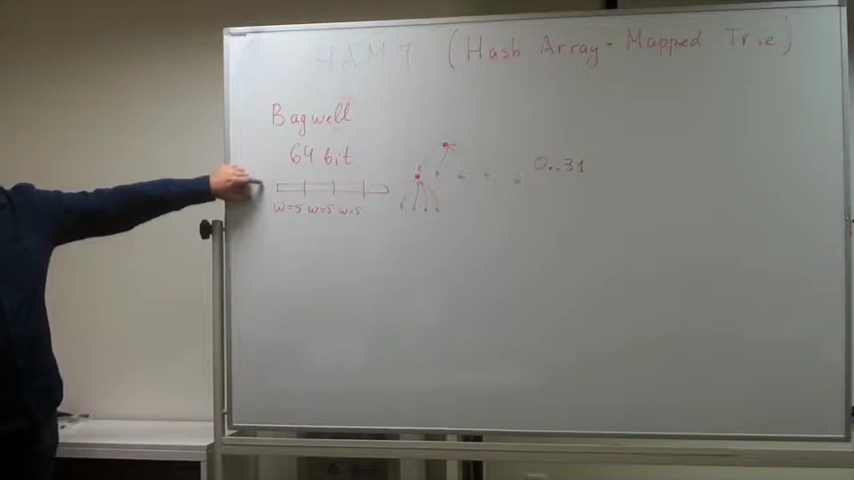 HAMT (Hash Array-Mapped Trie)
Bagwell
64 bit
0..31
w=5 w=5 w=5